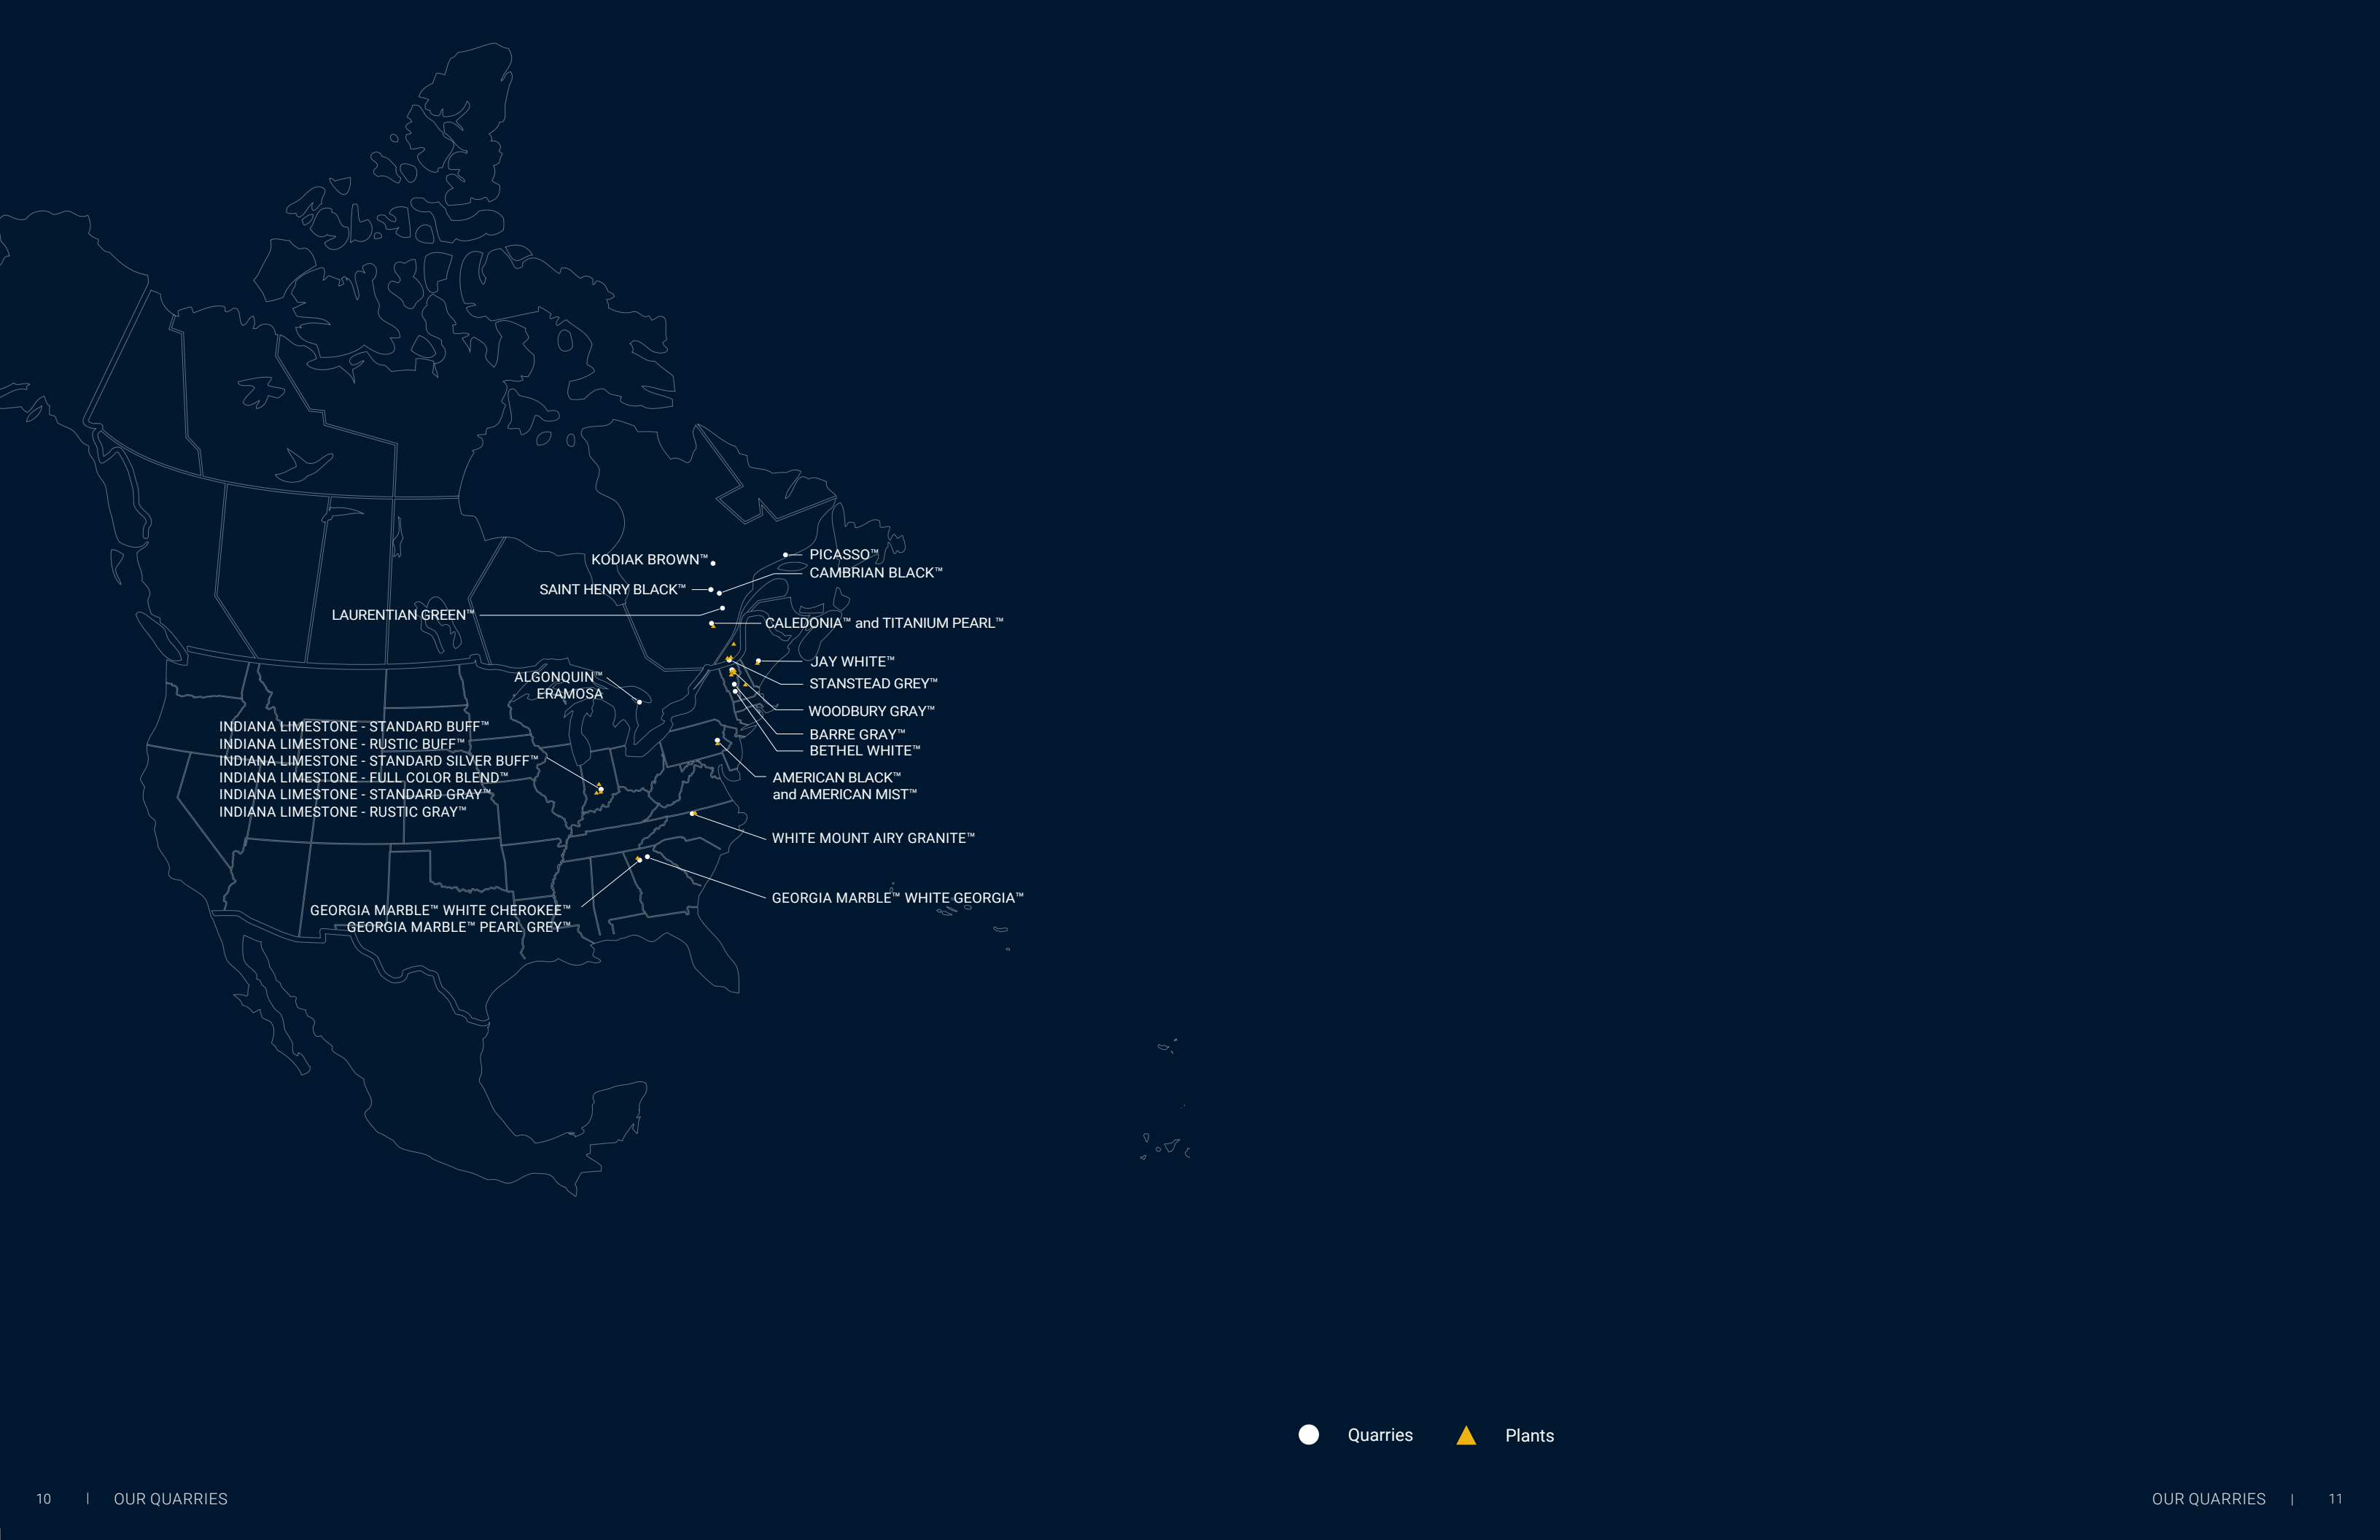 KODIAK BROWN™
PICASSO™
CAMBRIAN BLACK™
SAINT HENRY BLACK™
LAURENTIAN GREEN™
CALEDONIA™ and TITANIUM PEARL™
JAY WHITE™
ALGONQUIN™
ERAMOSA
STANSTEAD GREY™
WOODBURY GRAY™
BARRE GRAY™
BETHEL WHITE™
INDIANA LIMESTONE - STANDARD BUFF™
INDIANA LIMESTONE - RUSTIC BUFF™
INDIANA LIMESTONE - STANDARD SILVER BUFF™
INDIANA LIMESTONE - FULL COLOR BLEND™
INDIANA LIMESTONE - STANDARD GRAY™
INDIANA LIMESTONE - RUSTIC GRAY™
AMERICAN BLACK™
and AMERICAN MIST™
WHITE MOUNT AIRY GRANITE™
GEORGIA MARBLE™ WHITE GEORGIA™
GEORGIA MARBLE™ WHITE CHEROKEE™
GEORGIA MARBLE™ PEARL GREY™
Quarries
Plants
10 | OUR QUARRIES
OUR QUARRIES | 11